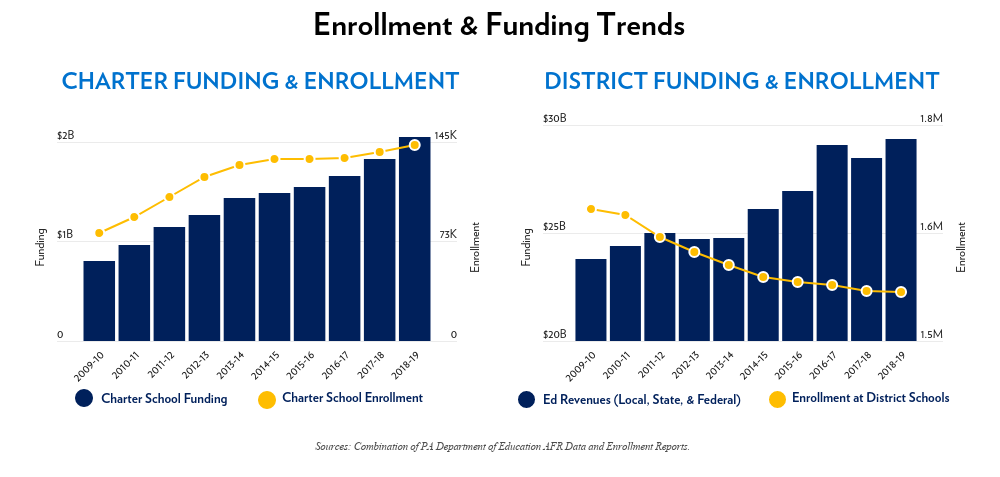 Enrollment & Funding Trends
CHARTER FUNDING & ENROLLMENT
$2B
145K
$1B
73K
Funding
Enrollment
0
0
2009-10
2010-11
2011-12
2012-13
2013-14
2014-15
2015-16
2016-17
2017-18
2018-19
Charter School Funding
Charter School Enrollment
DISTRICT FUNDING & ENROLLMENT
$30B
1.8M
$25B
1.6M
Funding
Enrollment
$20B
1.5M
2009-10
2010-11
2011-12
2012-13
2013-14
2014-15
2015-16
2016-17
2017-18
2018-19
Ed Revenues (Local, State, & Federal)
Enrollment at District Schools
Sources: Combination of PA Department of Education AFR Data and Enrollment Reports.